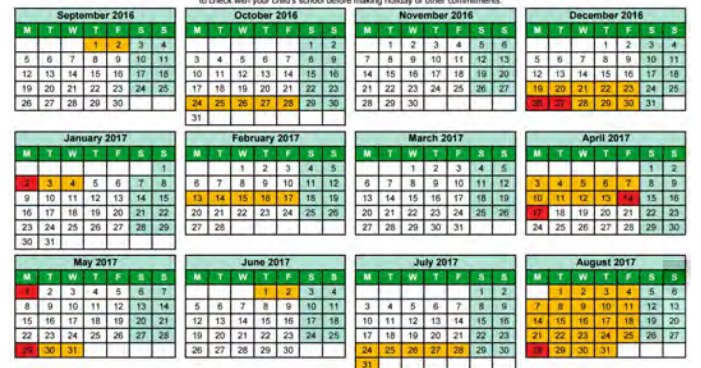 to check with your child's school before making holiday or other commitments.
September 2016 October 2016 November 2016 December 2016
M T W T F S S M T W T F S S M T W T F S S M T W T F S S
1 2 3 4 1 2 1 2 3 4 5 6 1 2 3 4
5 6 7 8 9 10 11 3 4 5 6 7 8 9 7 8 9 10 11 12 13 5 6 7 8 9 10 11
12 13 14 15 16 17 18 10 11 12 13 14 15 16 14 15 16 17 18 19 20 12 13 14 15 16 17 18
19 20 21 22 23 24 25 17 18 19 20 21 22 23 21 22 23 24 25 26 27 19 20 21 22 23 24 25
26 27 28 29 30 24 25 26 27 28 29 30 28 29 30 26 27 28 29 30 31
31
January 2017 February 2017 March 2017 April 2017
M T W T F S S M T W T F S S M T W T F S S M T W T F S S
1 1 2 3 4 5 1 2 3 4 5 1 2
2 3 4 5 6 7 8 6 7 8 9 10 11 12 6 7 8 9 10 11 12 3 4 5 6 7 8 9
9 10 11 12 13 14 15 13 14 15 16 17 18 19 13 14 15 16 17 18 19 10 11 12 13 14 15 16
16 17 18 19 20 21 22 20 21 22 23 24 25 26 20 21 22 23 24 25 26 17 18 19 20 21 22 23
23 24 25 26 27 28 29 27 28 27 28 29 30 31 24 25 26 27 28 29 30
30 31
May 2017 June 2017 July 2017 August 2017
M T W T F S S M T W T F S S M T W T F S S M T W T F S S
1 2 3 4 5 6 7 1 2 3 4 1 2 1 2 3 4 5 6
8 9 10 11 12 13 14 5 6 7 8 9 10 11 3 4 5 6 7 8 9 7 8 9 10 11 12 13
15 16 17 18 19 20 21 12 13 14 15 16 17 18 10 11 12 13 14 15 16 14 15 16 17 18 19 20
22 23 24 25 26 27 28 19 20 21 22 23 24 25 17 18 19 20 21 22 23 21 22 23 24 25 26 27
29 30 31 26 27 28 29 30 24 25 26 27 28 29 30 28 29 30 31
31